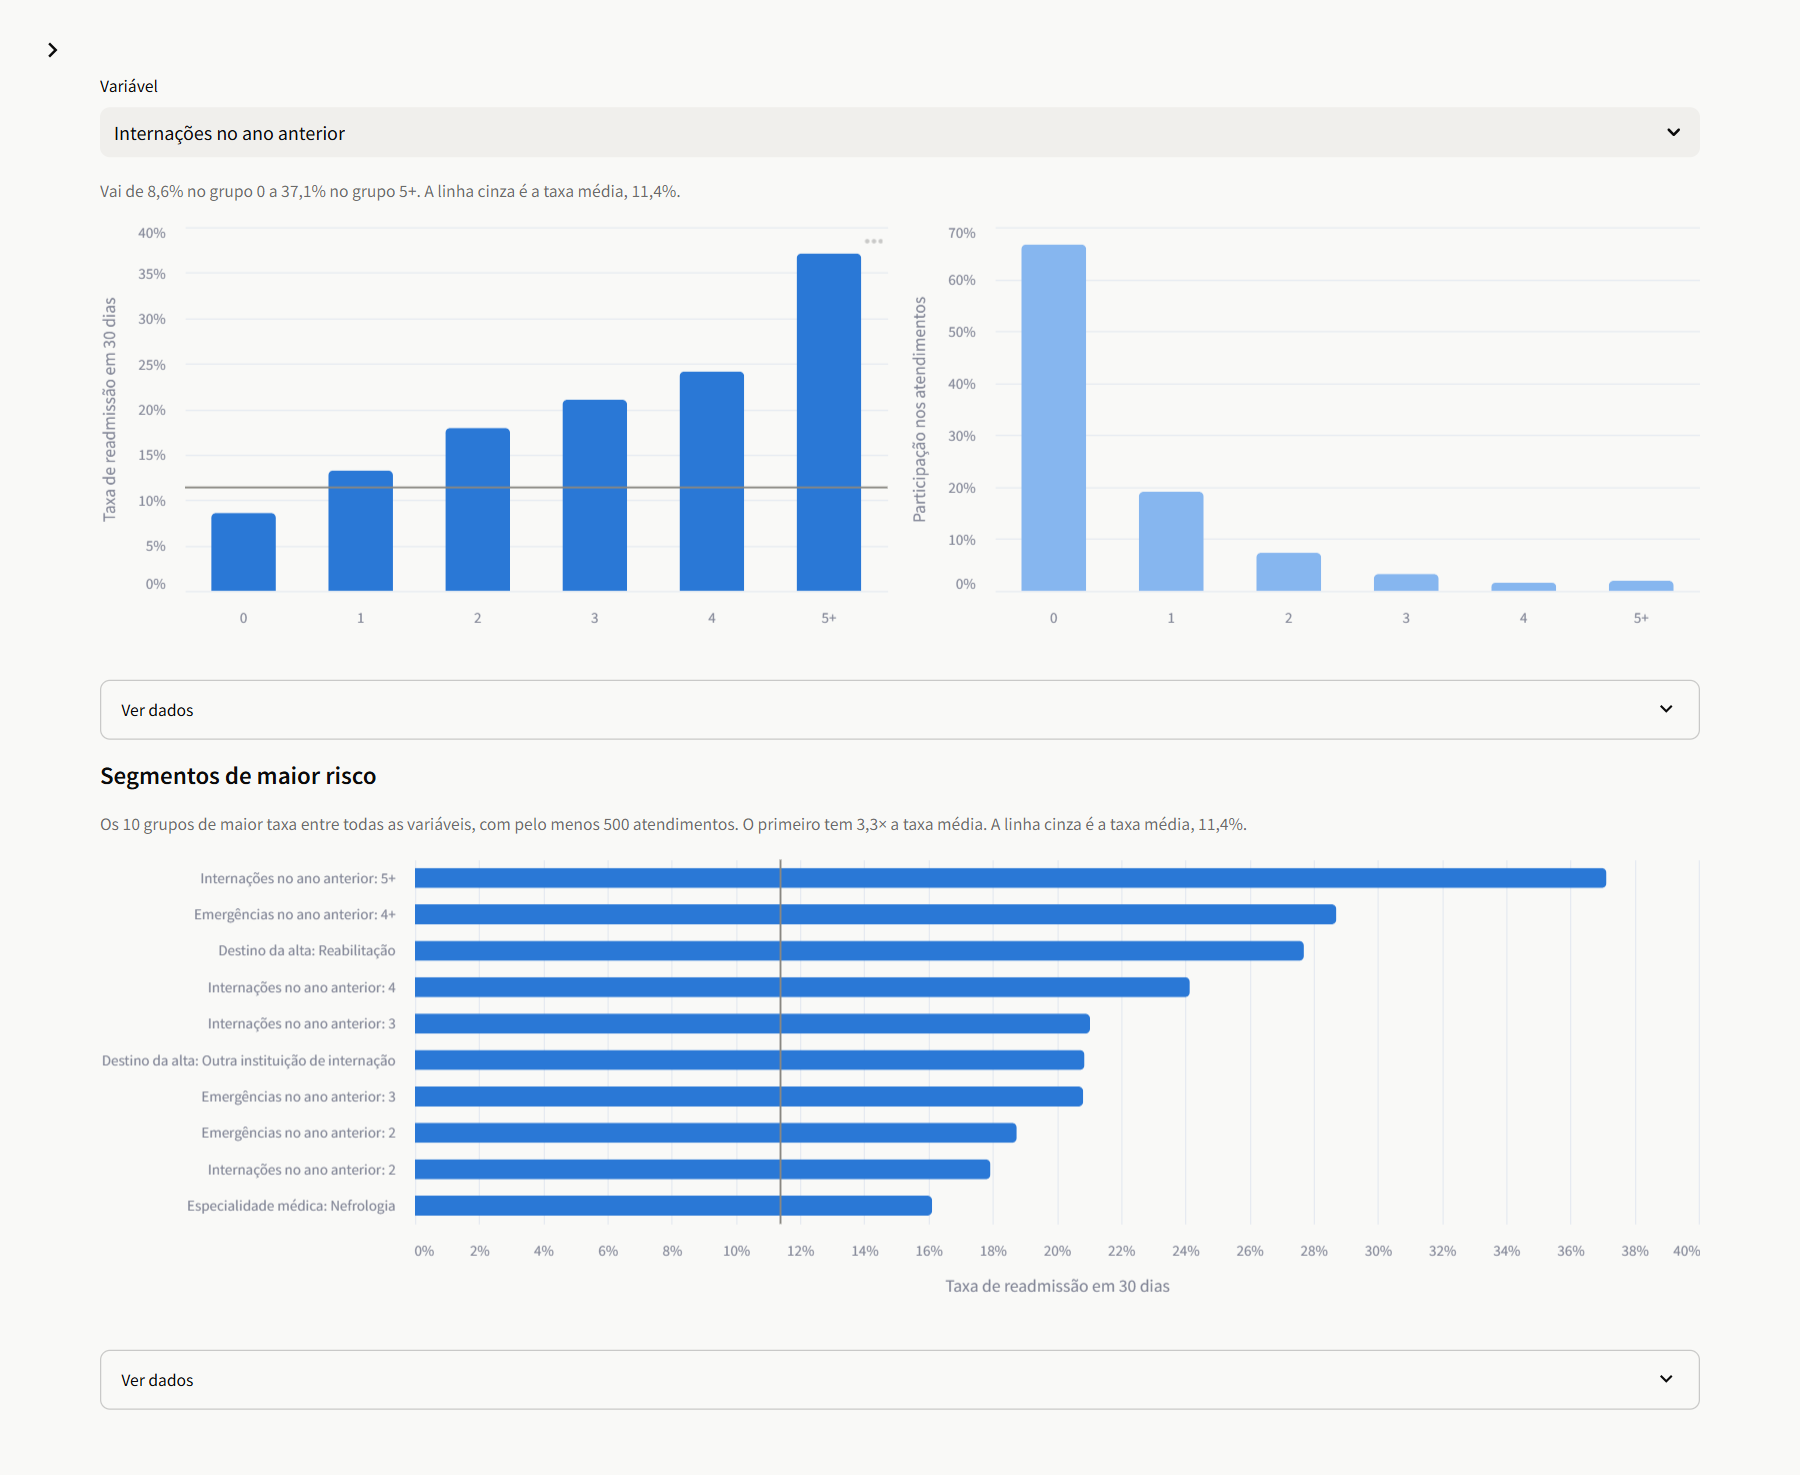 Variável
Internações no ano anterior
Vai de 8,6% no grupo 0 a 37,1% no grupo 5+. A linha cinza é a taxa média, 11,4%.
Taxa de readmissão em 30 dias
40%
35%
30%
25%
20%
15%
10%
5%
0%
0 1 2 3 4 5+
Participação nos atendimentos
70%
60%
50%
40%
30%
20%
10%
0%
0 1 2 3 4 5+
Ver dados
Segmentos de maior risco
Os 10 grupos de maior taxa entre todas as variáveis, com pelo menos 500 atendimentos. O primeiro tem 3,3× a taxa média. A linha cinza é a taxa média, 11,4%.
Internações no ano anterior: 5+
Emergências no ano anterior: 4+
Destino da alta: Reabilitação
Internações no ano anterior: 4
Internações no ano anterior: 3
Destino da alta: Outra instituição de internação
Emergências no ano anterior: 3
Emergências no ano anterior: 2
Internações no ano anterior: 2
Especialidade médica: Nefrologia
0% 2% 4% 6% 8% 10% 12% 14% 16% 18% 20% 22% 24% 26% 28% 30% 32% 34% 36% 38% 40%
Taxa de readmissão em 30 dias
Ver dados